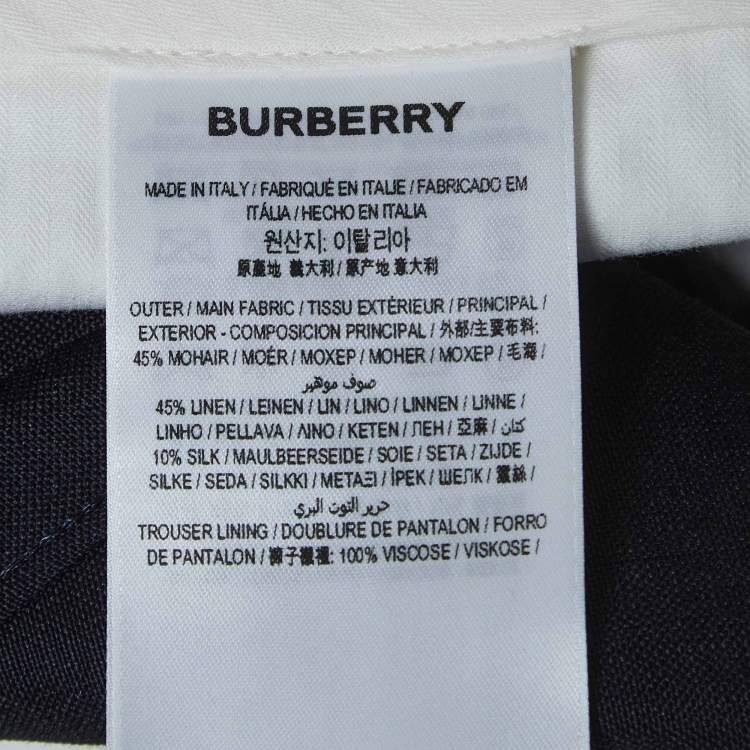 BURBERRY
MADE IN ITALY / FABRIQUÉ EN ITALIE / FABRICADO EM
ITÁLIA / HECHO EN ITALIA
원산지: 이탈리아
原產地 義大利 / 原产地 意大利
OUTER / MAIN FABRIC / TISSU EXTÉRIEUR / PRINCIPAL /
EXTERIOR - COMPOSICION PRINCIPAL / 外部/主要布料:
45% MOHAIR / MOÉR / MOXEP / MOHER / МОХЕР / 毛海 /
صوف موهير
45% LINEN / LEINEN / LIN / LINO / LINNEN / LINNE /
LINHO / PELLAVA / ΛΙΝΟ / KETEN / ЛЕН / 亞麻 / كتان /
10% SILK / MAULBEERSEIDE / SOIE / SETA / ZIJDE /
SILKE / SEDA / SILKKI / ΜΕΤΑΞΙ / İPEK / ШЕЛК / 蠶絲 /
حرير التوت البري
TROUSER LINING / DOUBLURE DE PANTALON / FORRO
DE PANTALON / 褲子襯裡: 100% VISCOSE / VISKOSE /